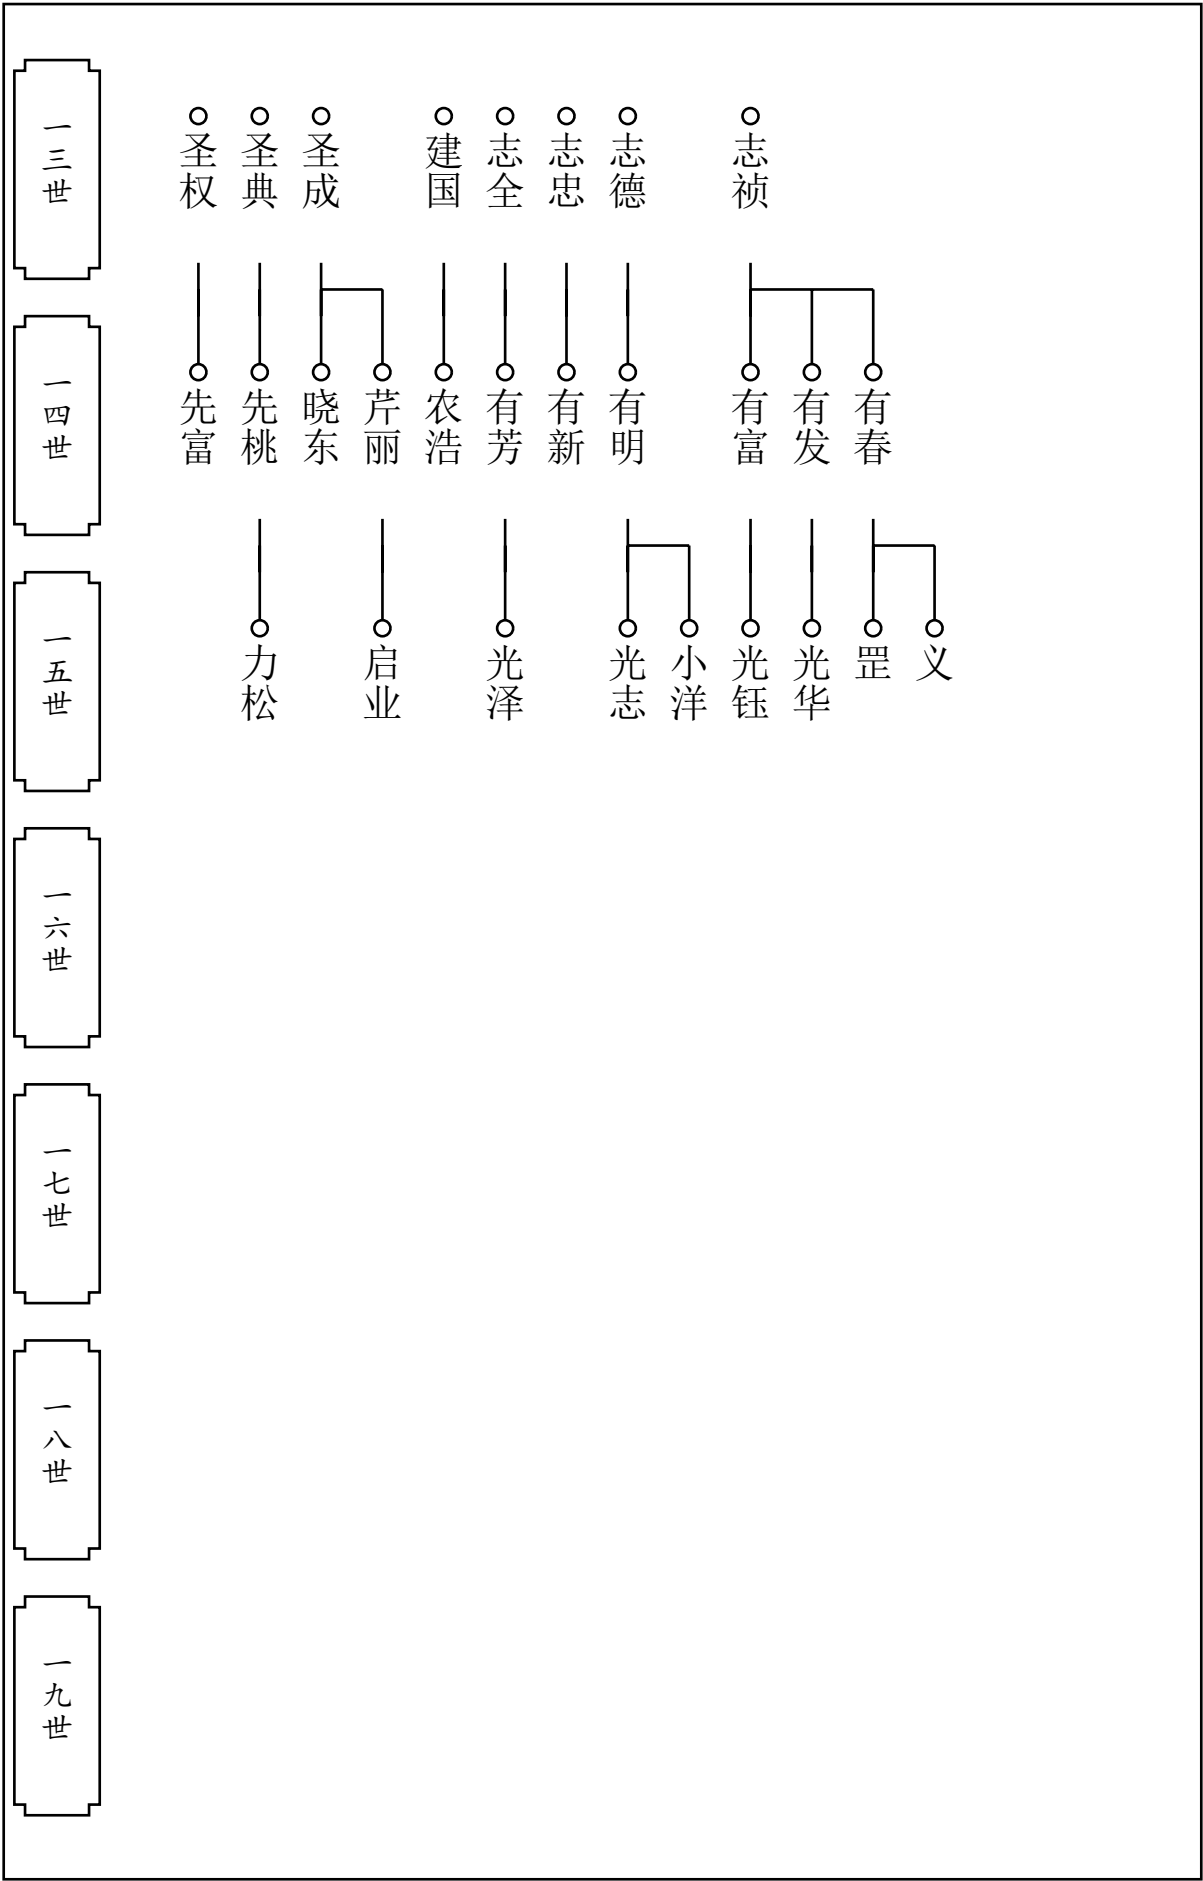 一三世
圣权
圣典
圣成
建国
志全
志忠
志德
志祯
一四世
先富
先桃
晓东
芹丽
农浩
有芳
有新
有明
有富
有发
有春
一五世
力松
启业
光泽
光志
小洋
光钰
光华
罡
义
一六世
一七世
一八世
一九世